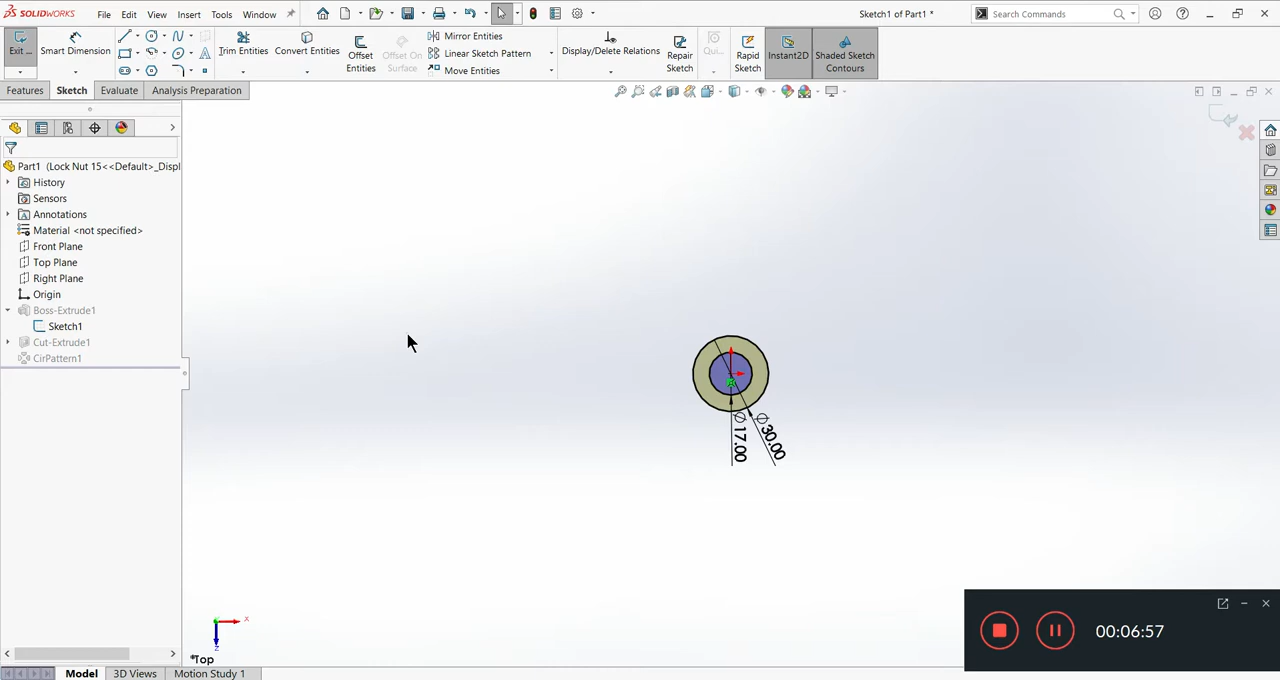 SOLIDWORKS File Edit View Insert Tools Window Sketch1 of Part1 * Search Commands
Exit ... Smart Dimension Trim Entities Convert Entities Offset Entities Offset On Surface Mirror Entities Linear Sketch Pattern Move Entities Display/Delete Relations Repair Sketch Qui... Rapid Sketch Instant2D Shaded Sketch Contours
Features Sketch Evaluate Analysis Preparation
Part1 (Lock Nut 15<<Default>_Displ
History
Sensors
Annotations
Material <not specified>
Front Plane
Top Plane
Right Plane
Origin
Boss-Extrude1
Sketch1
Cut-Extrude1
CirPattern1
∅17.00
∅30.00
x
z
*Top
00:06:57
Model 3D Views Motion Study 1